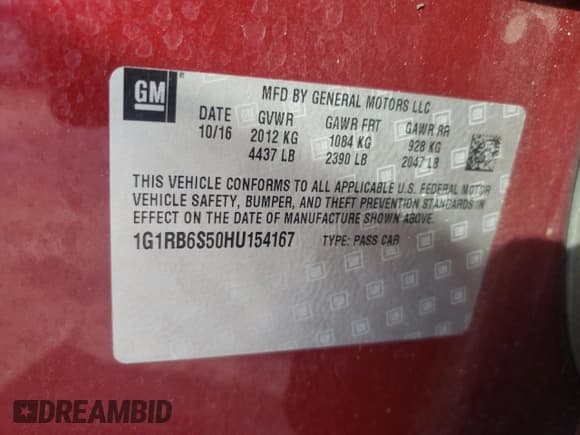 GM
MFD BY GENERAL MOTORS LLC
DATE GVWR GAWR FRT GAWR RR
10/16 2012 KG 1084 KG 928 KG
4437 LB 2390 LB 2047 LB
THIS VEHICLE CONFORMS TO ALL APPLICABLE U.S. FEDERAL MOTOR
VEHICLE SAFETY, BUMPER, AND THEFT PREVENTION STANDARDS IN
EFFECT ON THE DATE OF MANUFACTURE SHOWN ABOVE.
1G1RB6S50HU154167 TYPE: PASS CAR
DREAMBID